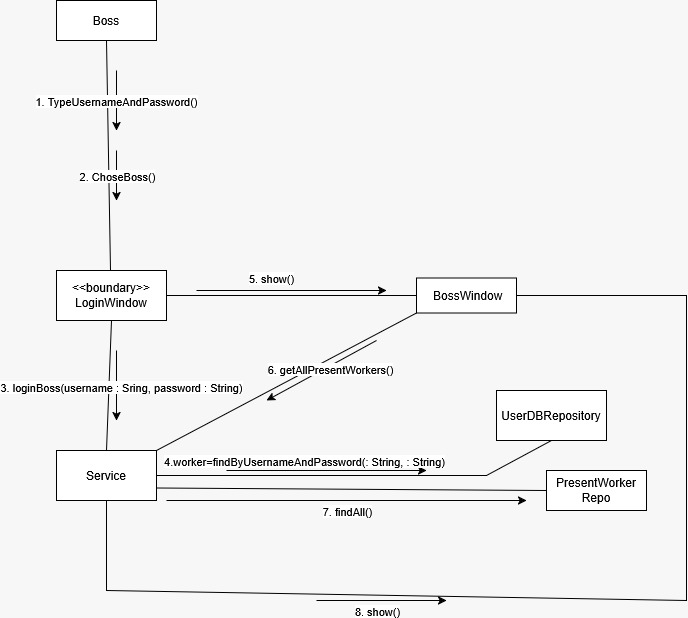 Boss
1. TypeUsernameAndPassword()
2. ChoseBoss()
<<boundary>>
LoginWindow
5. show()
BossWindow
6. getAllPresentWorkers()
3. loginBoss(username : Sring, password : String)
UserDBRepository
Service
4.worker=findByUsernameAndPassword(: String, : String)
PresentWorker
Repo
7. findAll()
8. show()